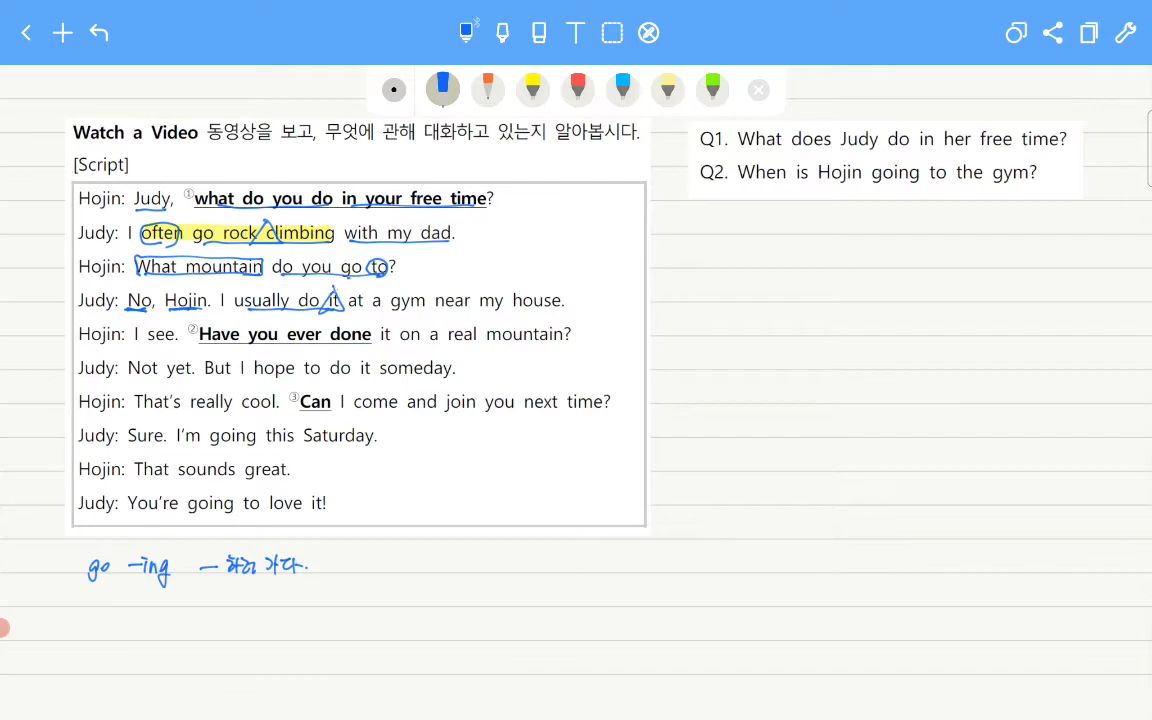 Watch a Video 동영상을 보고, 무엇에 관해 대화하고 있는지 알아봅시다.
[Script]
Hojin: Judy, ①what do you do in your free time?
Judy: I often go rock climbing with my dad.
Hojin: What mountain do you go to?
Judy: No, Hojin. I usually do it at a gym near my house.
Hojin: I see. ②Have you ever done it on a real mountain?
Judy: Not yet. But I hope to do it someday.
Hojin: That's really cool. ③Can I come and join you next time?
Judy: Sure. I'm going this Saturday.
Hojin: That sounds great.
Judy: You're going to love it!
go -ing – 하러 가다.
Q1. What does Judy do in her free time?
Q2. When is Hojin going to the gym?